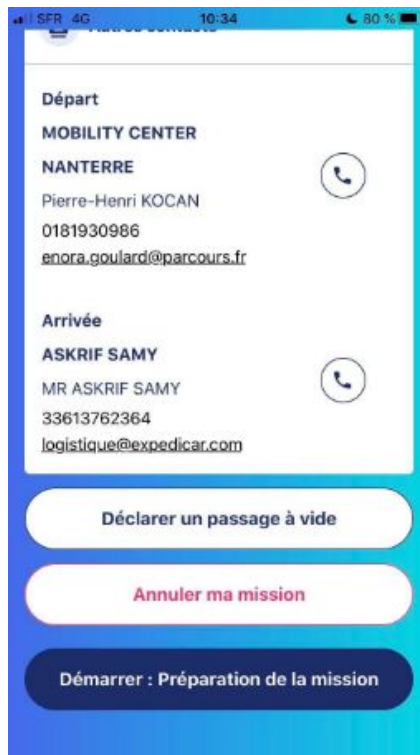 SFR 4G 10:34 80 %
Autres contacts
Départ
MOBILITY CENTER
NANTERRE
Pierre-Henri KOCAN
0181930986
enora.goulard@parcours.fr
Arrivée
ASKRIF SAMY
MR ASKRIF SAMY
33613762364
logistique@expedicar.com
Déclarer un passage à vide
Annuler ma mission
Démarrer : Préparation de la mission